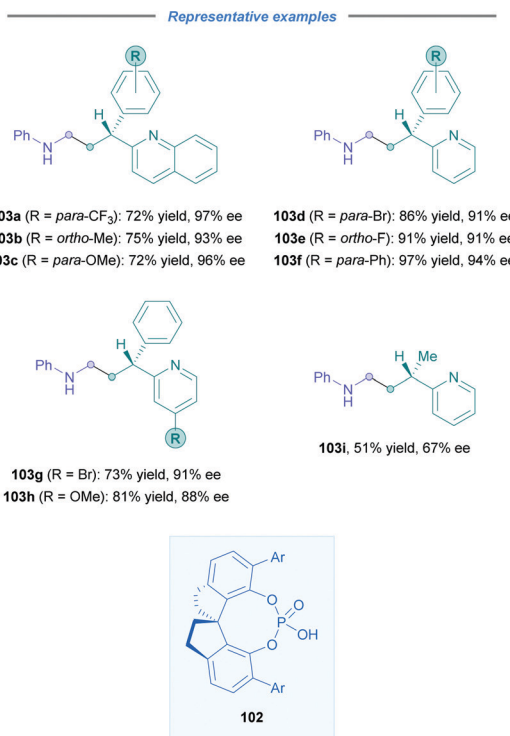 Representative examples
R
R
H
H
Ph
N
H
N
Ph
N
H
N
03a (R = para-CF3): 72% yield, 97% ee
03b (R = ortho-Me): 75% yield, 93% ee
03c (R = para-OMe): 72% yield, 96% ee
103d (R = para-Br): 86% yield, 91% ee
103e (R = ortho-F): 91% yield, 91% ee
103f (R = para-Ph): 97% yield, 94% ee
H
Ph
N
H
N
R
H
Me
Ph
N
H
N
103g (R = Br): 73% yield, 91% ee
103h (R = OMe): 81% yield, 88% ee
103i, 51% yield, 67% ee
Ar
O
O
P
OH
O
Ar
102